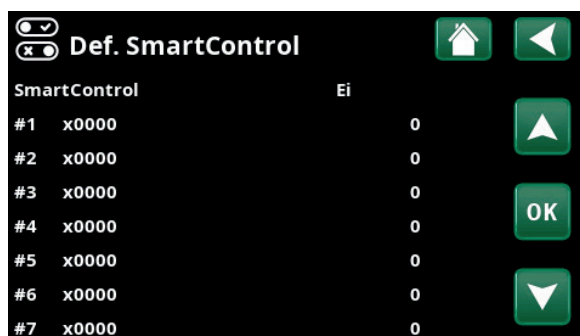 Def. SmartControl
SmartControl Ei
#1 x0000 0
#2 x0000 0
#3 x0000 0
OK
#4 x0000 0
#5 x0000 0
#6 x0000 0
#7 x0000 0